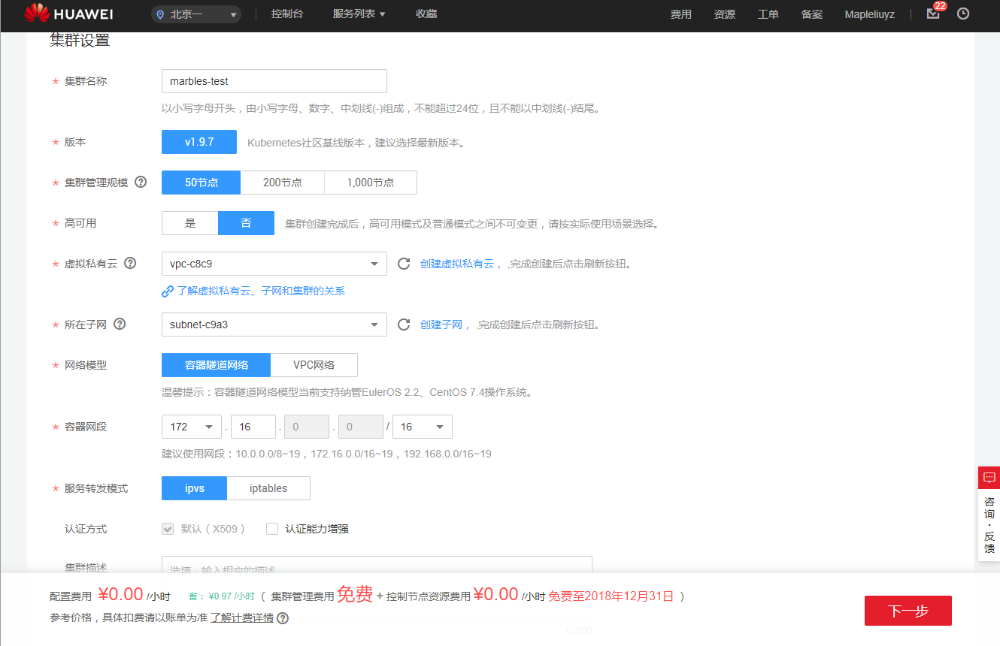 HUAWEI 北京一 控制台 服务列表 收藏 费用 资源 工单 备案 Mapleliuyz 22
集群设置
* 集群名称 marbles-test
以小写字母开头，由小写字母、数字、中划线(-)组成，不能超过24位，且不能以中划线(-)结尾。
* 版本 v1.9.7 Kubernetes社区基线版本，建议选择最新版本。
* 集群管理规模 ? 50节点 200节点 1,000节点
* 高可用 是 否 集群创建完成后，高可用模式及普通模式之间不可变更，请按实际使用场景选择。
* 虚拟私有云 ? vpc-c8c9 创建虚拟私有云， ,完成创建后点击刷新按钮。
了解虚拟私有云、子网和集群的关系
* 所在子网 ? subnet-c9a3 创建子网， ,完成创建后点击刷新按钮。
* 网络模型 容器隧道网络 VPC网络
温馨提示：容器隧道网络模型当前支持纳管EulerOS 2.2、CentOS 7.4操作系统。
* 容器网段 172 . 16 . 0 . 0 / 16
建议使用网段：10.0.0.0/8~19，172.16.0.0/16~19，192.168.0.0/16~19
* 服务转发模式 ipvs iptables
认证方式 默认（X509） 认证能力增强
集群描述 选填，输入相应的描述
咨询·反馈
配置费用 ¥0.00 /小时 省：¥0.97 /小时 （ 集群管理费用 免费 + 控制节点资源费用 ¥0.00 /小时 免费至2018年12月31日 ）
参考价格，具体扣费请以账单为准 了解计费详情 ?
下一步
0/200